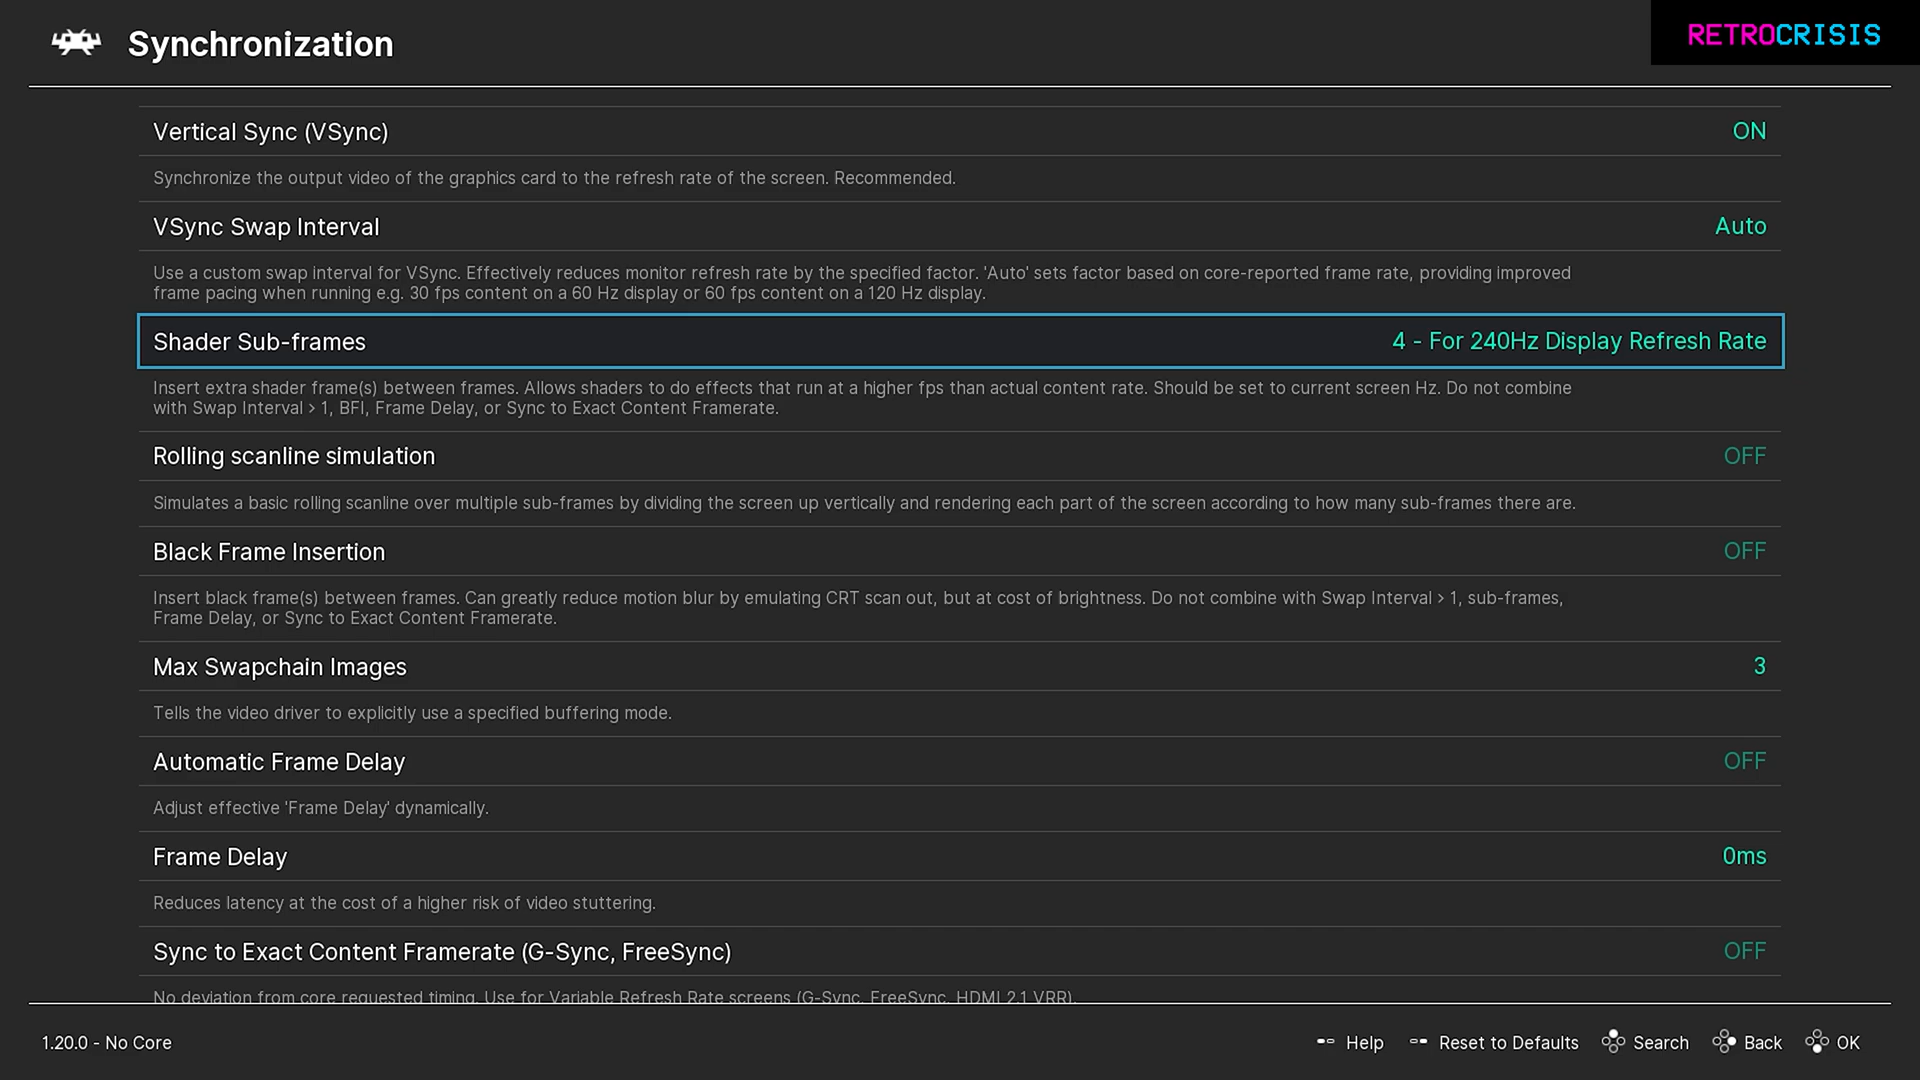 Synchronization
RETROCRISIS
Vertical Sync (VSync) ON
Synchronize the output video of the graphics card to the refresh rate of the screen. Recommended.
VSync Swap Interval Auto
Use a custom swap interval for VSync. Effectively reduces monitor refresh rate by the specified factor. 'Auto' sets factor based on core-reported frame rate, providing improved
frame pacing when running e.g. 30 fps content on a 60 Hz display or 60 fps content on a 120 Hz display.
Shader Sub-frames 4 - For 240Hz Display Refresh Rate
Insert extra shader frame(s) between frames. Allows shaders to do effects that run at a higher fps than actual content rate. Should be set to current screen Hz. Do not combine
with Swap Interval > 1, BFI, Frame Delay, or Sync to Exact Content Framerate.
Rolling scanline simulation OFF
Simulates a basic rolling scanline over multiple sub-frames by dividing the screen up vertically and rendering each part of the screen according to how many sub-frames there are.
Black Frame Insertion OFF
Insert black frame(s) between frames. Can greatly reduce motion blur by emulating CRT scan out, but at cost of brightness. Do not combine with Swap Interval > 1, sub-frames,
Frame Delay, or Sync to Exact Content Framerate.
Max Swapchain Images 3
Tells the video driver to explicitly use a specified buffering mode.
Automatic Frame Delay OFF
Adjust effective 'Frame Delay' dynamically.
Frame Delay 0ms
Reduces latency at the cost of a higher risk of video stuttering.
Sync to Exact Content Framerate (G-Sync, FreeSync) OFF
No deviation from core requested timing. Use for Variable Refresh Rate screens (G-Sync, FreeSync, HDMI 2.1 VRR).
1.20.0 - No Core Help Reset to Defaults Search Back OK